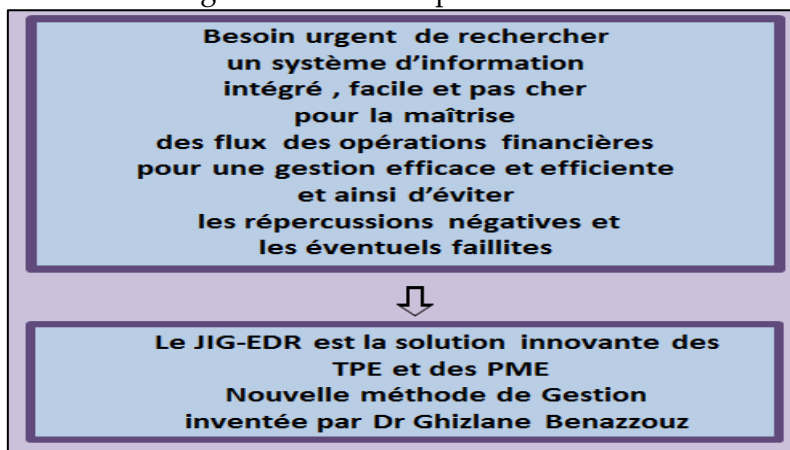 Besoin urgent de rechercher
un système d'information
intégré , facile et pas cher
pour la maîtrise
des flux des opérations financières
pour une gestion efficace et efficiente
et ainsi d'éviter
les répercussions négatives et
les éventuels faillites
Le JIG-EDR est la solution innovante des
TPE et des PME
Nouvelle méthode de Gestion
inventée par Dr Ghizlane Benazzouz